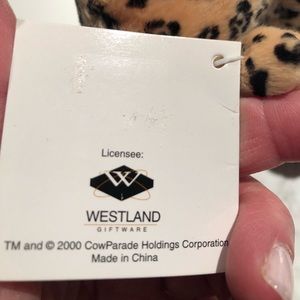 Licensee:
W
WESTLAND
GIFTWARE
TM and © 2000 CowParade Holdings Corporation
Made in China